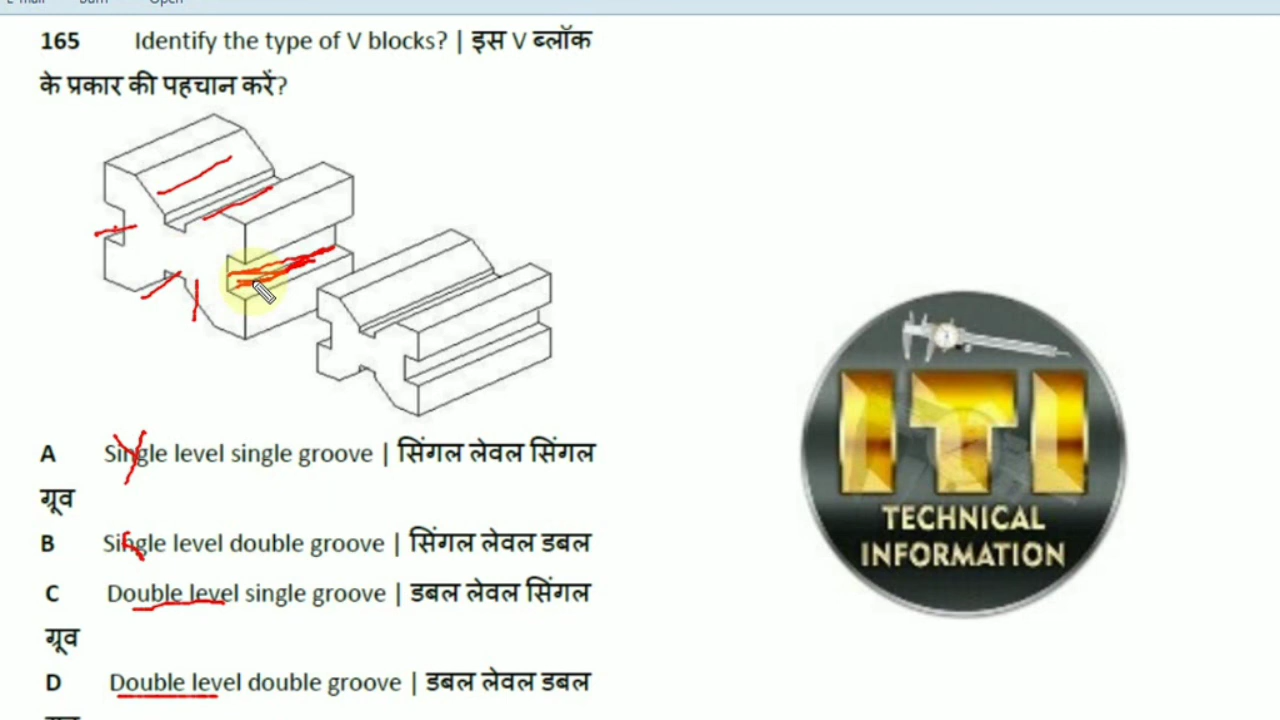 165 Identify the type of V blocks? | इस V ब्लॉक
के प्रकार की पहचान करें?
A Single level single groove | सिंगल लेवल सिंगल
ग्रूव
B Single level double groove | सिंगल लेवल डबल
C Double level single groove | डबल लेवल सिंगल
ग्रूव
D Double level double groove | डबल लेवल डबल
ITI
TECHNICAL
INFORMATION